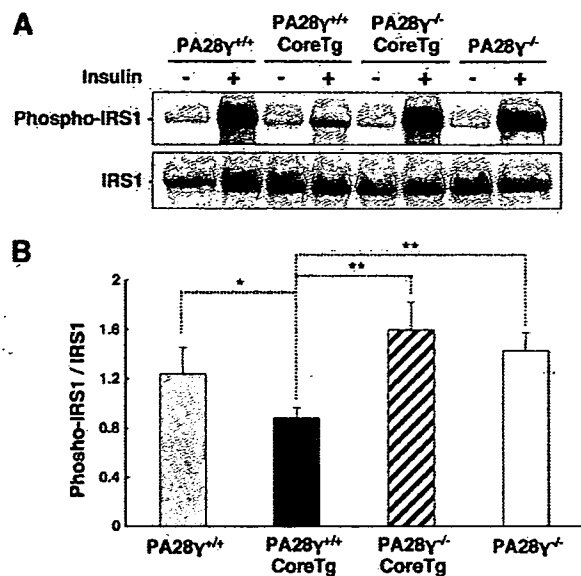 A
PA28γ+/+ PA28γ+/+ CoreTg PA28γ-/- CoreTg PA28γ-/-
Insulin - + - + - + - +
Phospho-IRS1
IRS1
B
** 
* **
Phosho-IRS1 / IRS1
2
1.6
1.2
0.8
0.4
0
PA28γ+/+ PA28γ+/+ PA28γ-/- PA28γ-/-
CoreTg CoreTg